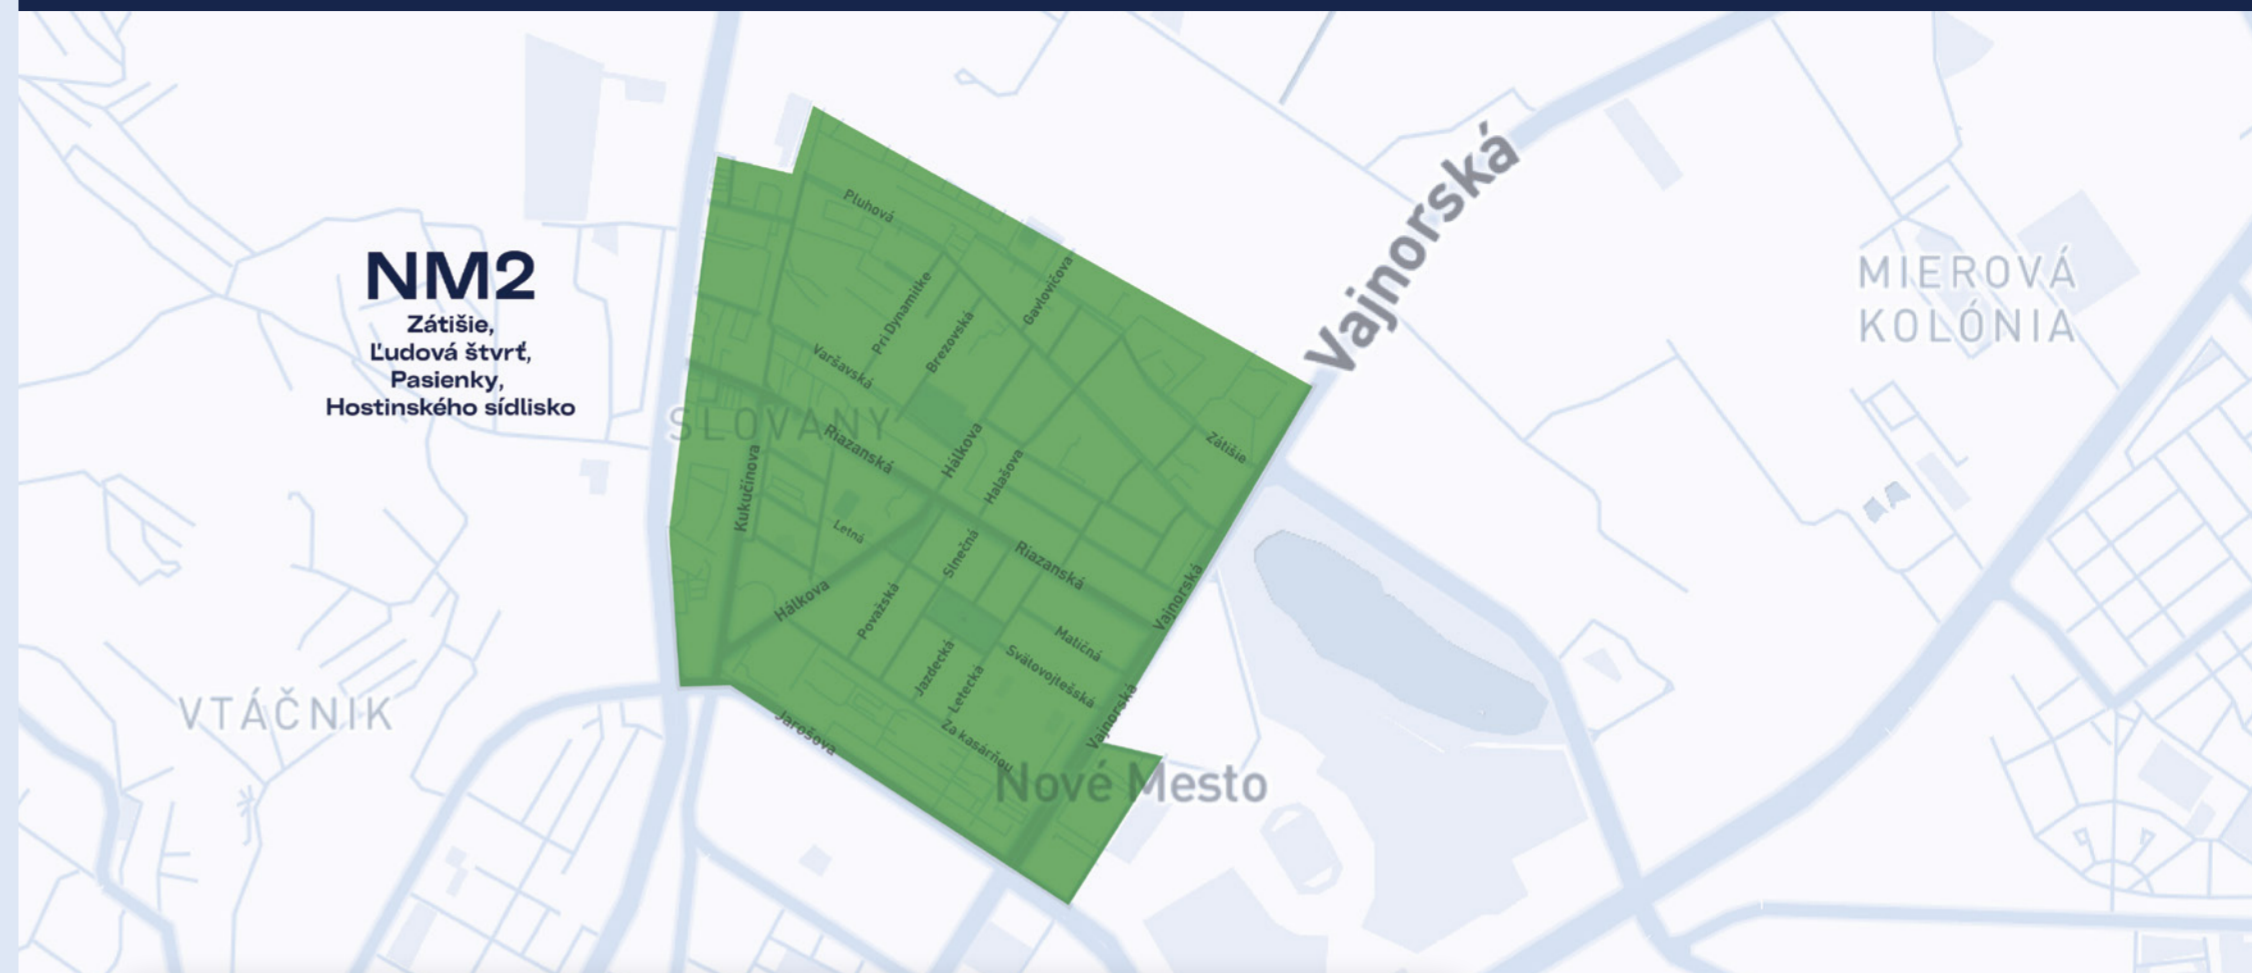 NM2
Zátišie,
Ľudová štvrť,
Pasienky,
Hostinského sídlisko
Vajnorská
MIEROVÁ
KOLÓNIA
Pluhová
Gavlovičova
Pri Dynamitke
Brezovská
Varšavská
SLOVANY
Riazanská
Hálkova
Halašova
Zátišie
Kukučínova
Letná
Slnečná
Riazanská
Vajnorská
Hálkova
Považská
Matičná
Svätovojtešská
Jazdecká
Letecká
Vajnorská
VTÁČNIK
Jarošova
Za kasárňou
Nové Mesto